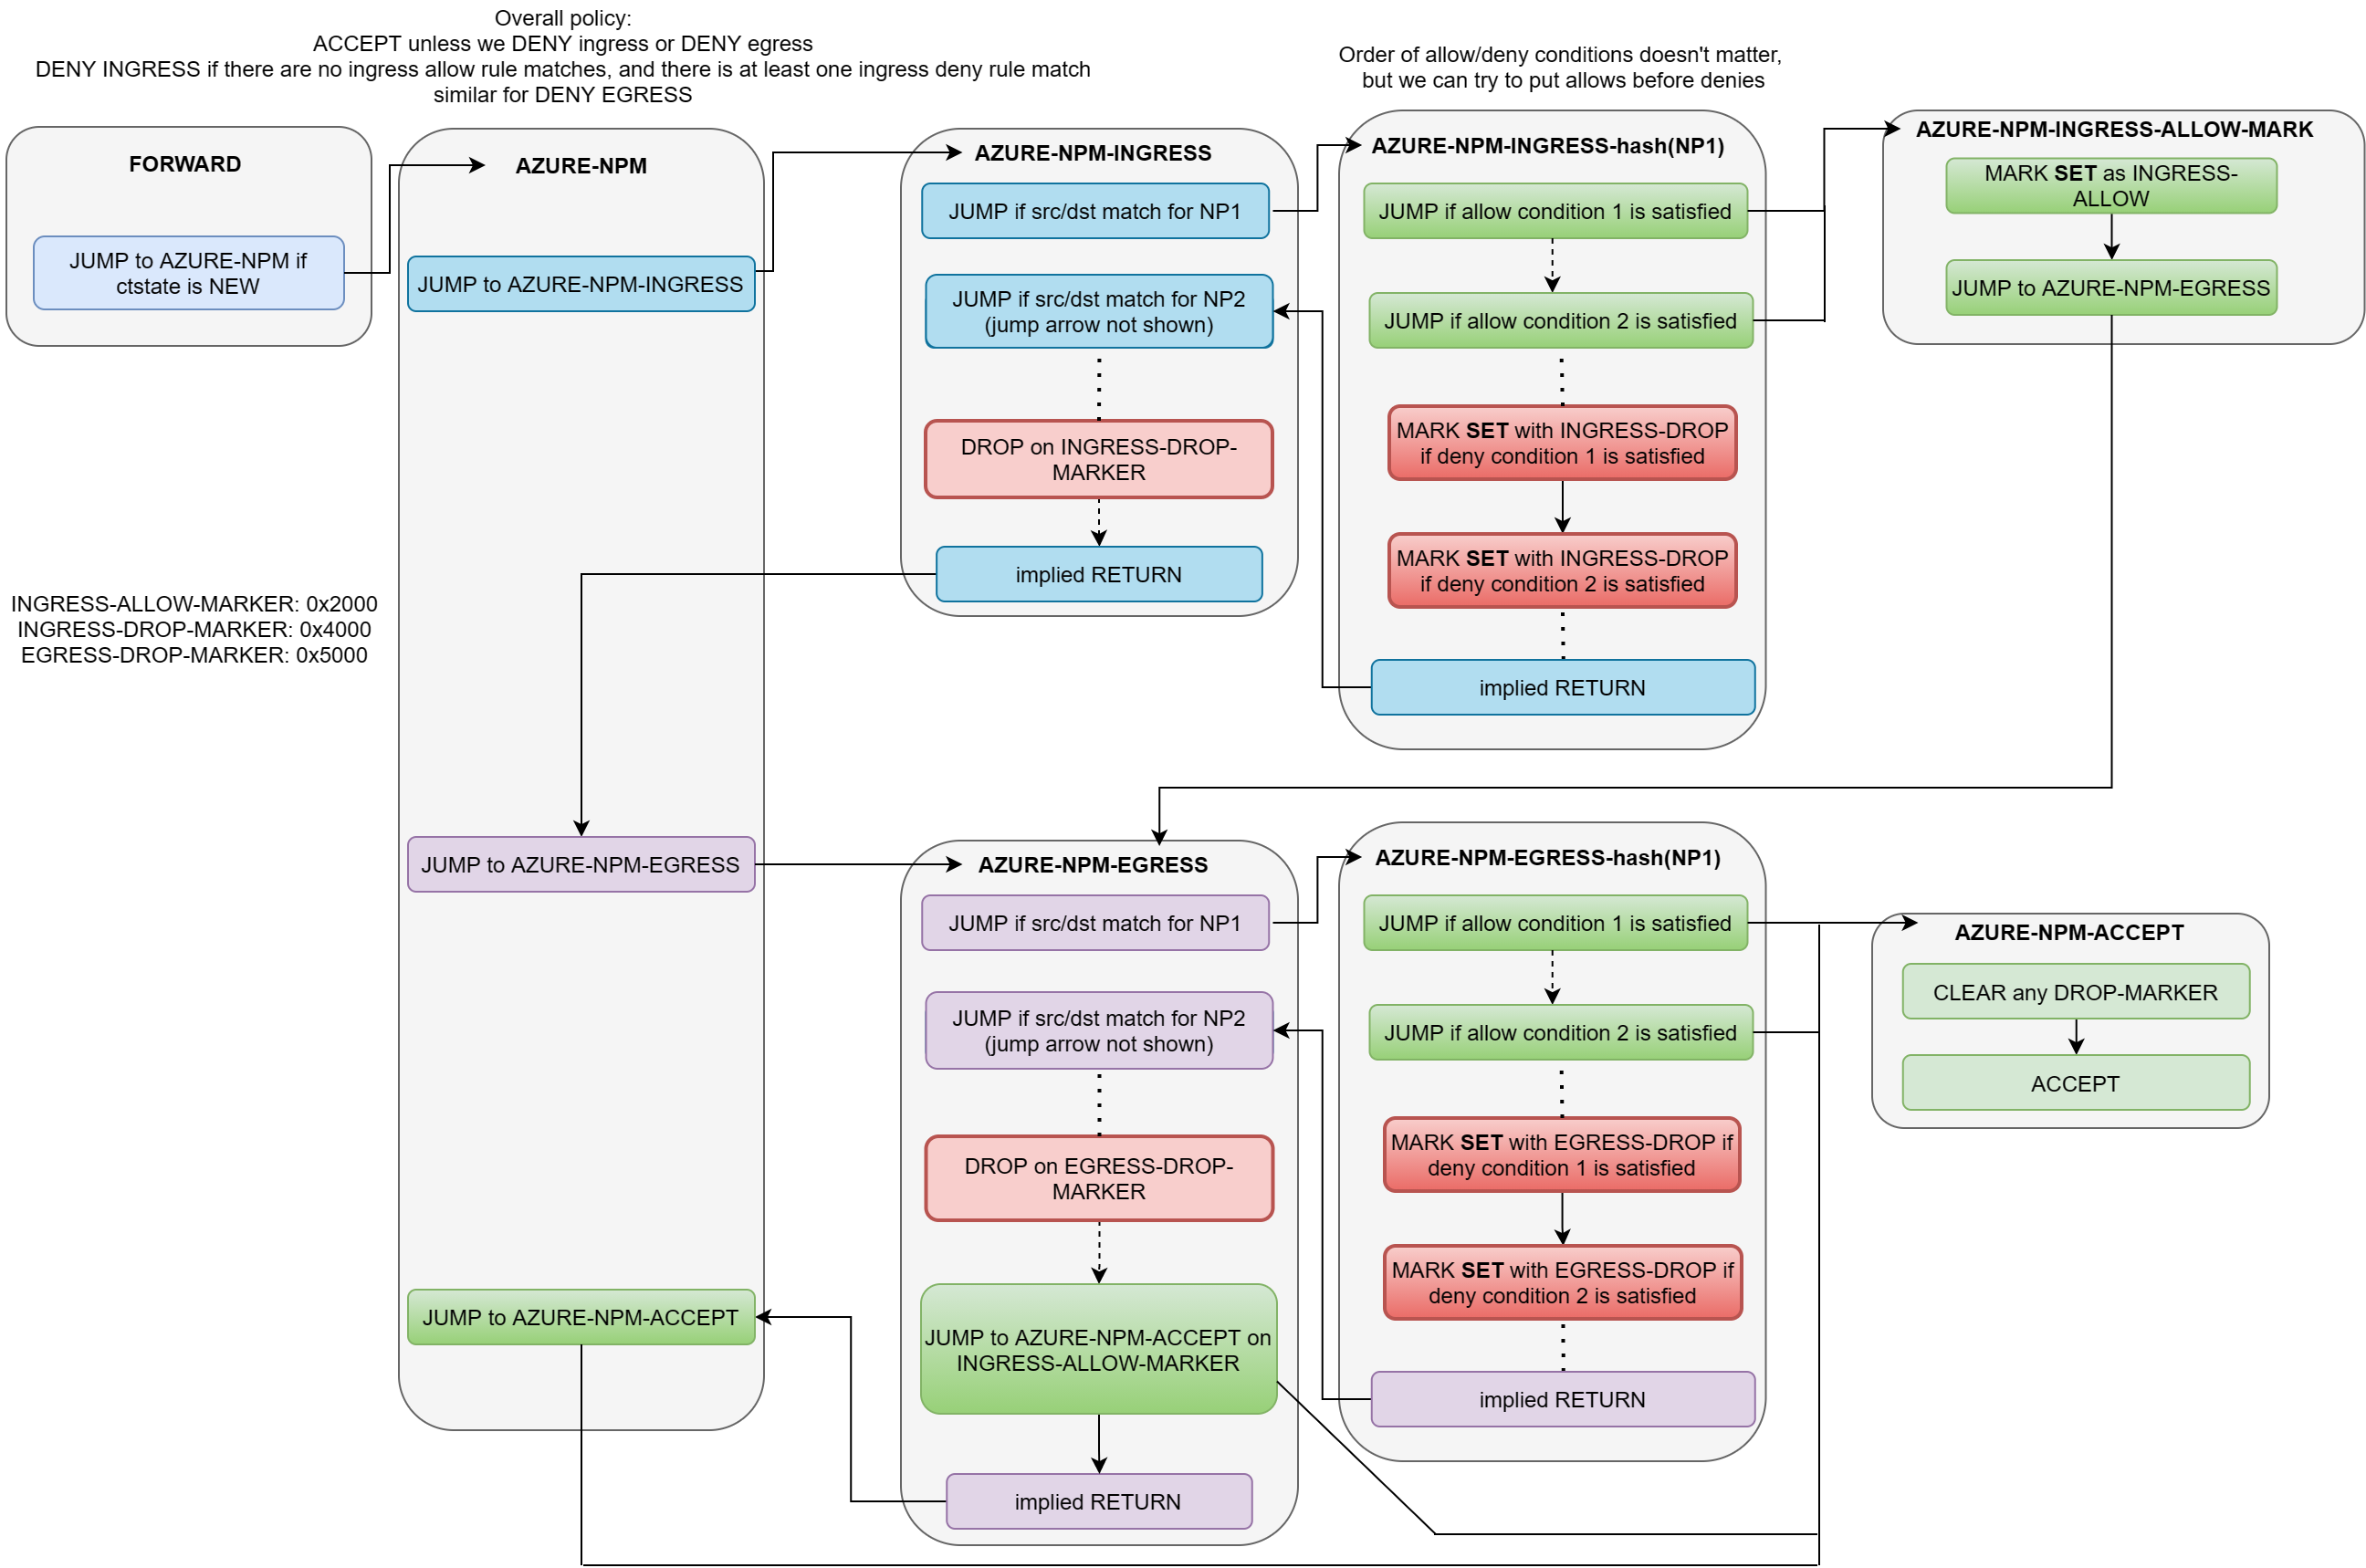 Overall policy:
ACCEPT unless we DENY ingress or DENY egress
DENY INGRESS if there are no ingress allow rule matches, and there is at least one ingress deny rule match
similar for DENY EGRESS
Order of allow/deny conditions doesn't matter,
but we can try to put allows before denies
FORWARD
JUMP to AZURE-NPM if
ctstate is NEW
INGRESS-ALLOW-MARKER: 0x2000
INGRESS-DROP-MARKER: 0x4000
EGRESS-DROP-MARKER: 0x5000
AZURE-NPM
JUMP to AZURE-NPM-INGRESS
JUMP to AZURE-NPM-EGRESS
JUMP to AZURE-NPM-ACCEPT
AZURE-NPM-INGRESS
JUMP if src/dst match for NP1
JUMP if src/dst match for NP2
(jump arrow not shown)
DROP on INGRESS-DROP-
MARKER
implied RETURN
AZURE-NPM-INGRESS-hash(NP1)
JUMP if allow condition 1 is satisfied
JUMP if allow condition 2 is satisfied
MARK SET with INGRESS-DROP
if deny condition 1 is satisfied
MARK SET with INGRESS-DROP
if deny condition 2 is satisfied
implied RETURN
AZURE-NPM-INGRESS-ALLOW-MARK
MARK SET as INGRESS-
ALLOW
JUMP to AZURE-NPM-EGRESS
AZURE-NPM-EGRESS
JUMP if src/dst match for NP1
JUMP if src/dst match for NP2
(jump arrow not shown)
DROP on EGRESS-DROP-
MARKER
JUMP to AZURE-NPM-ACCEPT on
INGRESS-ALLOW-MARKER
implied RETURN
AZURE-NPM-EGRESS-hash(NP1)
JUMP if allow condition 1 is satisfied
JUMP if allow condition 2 is satisfied
MARK SET with EGRESS-DROP if
deny condition 1 is satisfied
MARK SET with EGRESS-DROP if
deny condition 2 is satisfied
implied RETURN
AZURE-NPM-ACCEPT
CLEAR any DROP-MARKER
ACCEPT